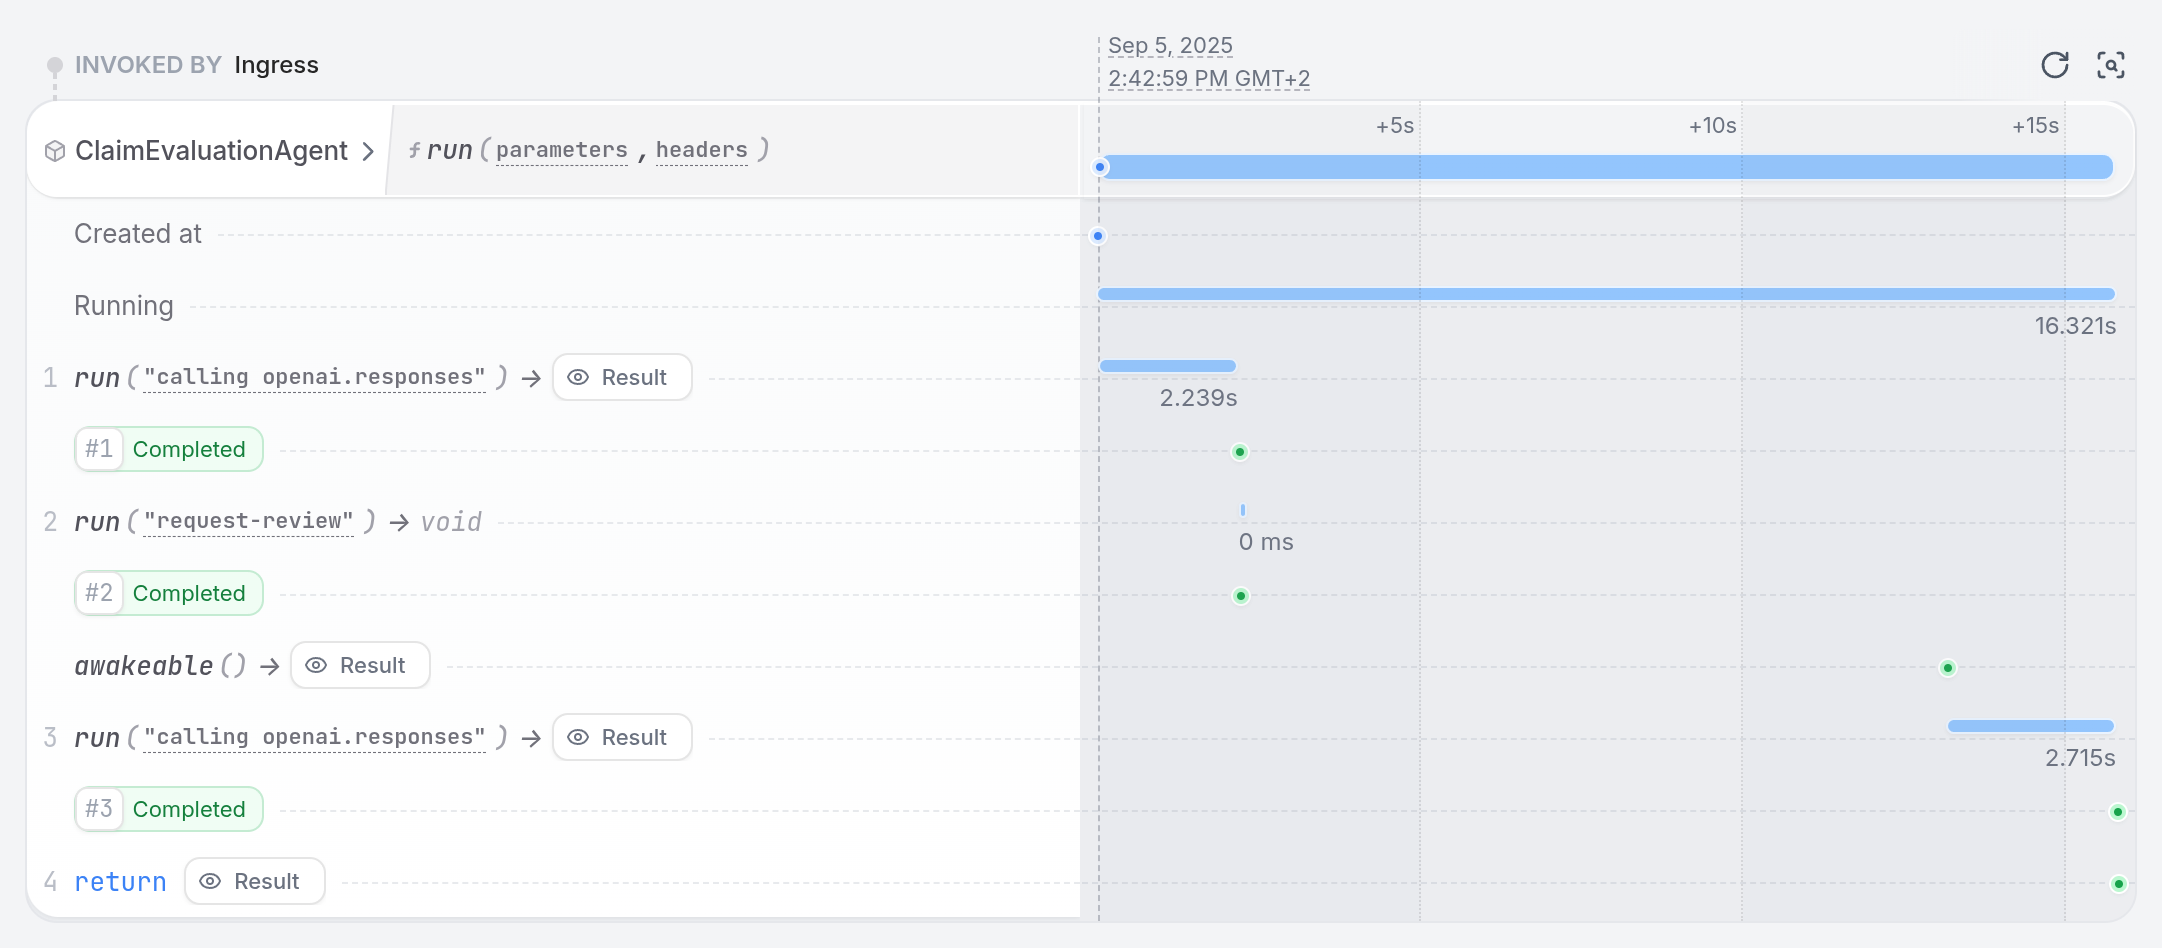 INVOKED BY Ingress
Sep 5, 2025
2:42:59 PM GMT+2
ClaimEvaluationAgent
ƒ run ( parameters , headers )
+5s
+10s
+15s
Created at
Running
16.321s
1 run ("calling openai.responses" ) → Result
2.239s
#1 Completed
2 run ("request-review" ) → void
0 ms
#2 Completed
awakeable () → Result
3 run ("calling openai.responses" ) → Result
2.715s
#3 Completed
4 return Result